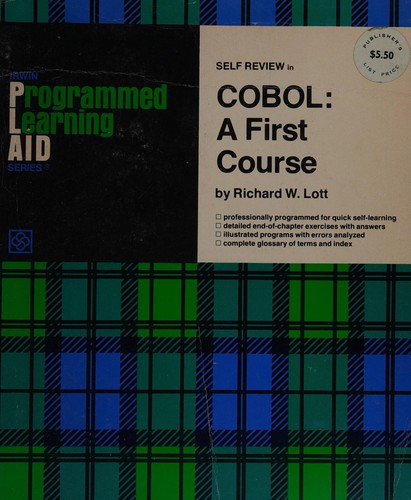 IRWIN
Programmed
Learning
AID
SERIES
SELF REVIEW in
COBOL:
A First
Course
by Richard W. Lott
□ professionally programmed for quick self-learning
□ detailed end-of-chapter exercises with answers
□ illustrated programs with errors analyzed
□ complete glossary of terms and index
PUBLISHER'S
$5.50
LIST PRICE